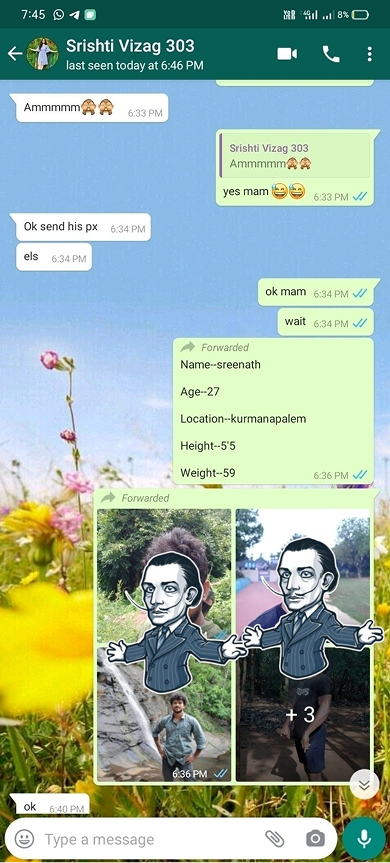 7:45
8%
Srishti Vizag 303
last seen today at 6:46 PM
Ammmmm🙈🙈
6:33 PM
Srishti Vizag 303
Ammmmm🙈🙈
yes mam 😅😅
6:33 PM
Ok send his px
6:34 PM
els
6:34 PM
ok mam
6:34 PM
wait
6:34 PM
Forwarded
Name--sreenath
Age--27
Location--kurmanapalem
Height--5'5
Weight--59
6:36 PM
Forwarded
+ 3
6:36 PM
ok
6:40 PM
Type a message